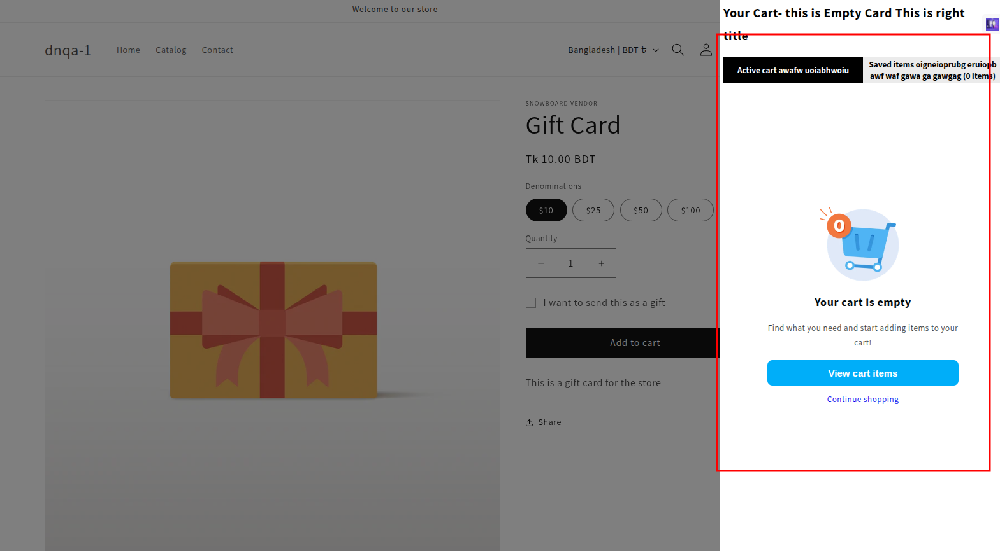 Welcome to our store
dnqa-1
Home
Catalog
Contact
Bangladesh | BDT ৳
SNOWBOARD VENDOR
Gift Card
Tk 10.00 BDT
Denominations
$10
$25
$50
$100
Quantity
− 1 +
I want to send this as a gift
Add to cart
This is a gift card for the store
Share
Your Cart- this is Empty Card This is right
title
Active cart awafw uoiabhwoiu
Saved items oigneioprubg eruiopb
awf waf gawa ga gawgag (0 items)
0
Your cart is empty
Find what you need and start adding items to your
cart!
View cart items
Continue shopping